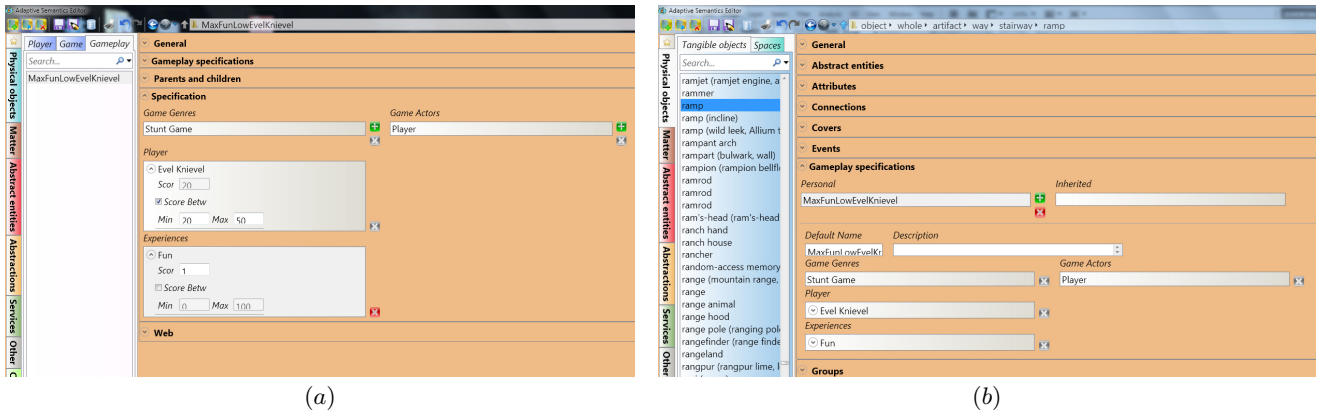 Adaptive Semantics Editor
MaxFunLowEvelKnievel
Player Game Gameplay
Search...
MaxFunLowEvelKnievel
Physical objects
Matter
Abstract entities
Abstractions
Services
Other
General
Gameplay specifications
Parents and children
Specification
Game Genres Game Actors
Stunt Game Player
Player
Evel Knievel
Scor 20
Score Betw
Min 20 Max 50
Experiences
Fun
Scor 1
Score Betw
Min 0 Max 100
Web
(a)
Adaptive Semantics Editor
object whole artifact way stairway ramp
Tangible objects Spaces
Search...
Physical objects
Matter
Abstract entities
Abstractions
Services
Other
ramjet (ramjet engine, a
rammer
ramp
ramp (incline)
ramp (wild leek, Allium t
rampant arch
rampart (bulwark, wall)
rampion (rampion bellfl
ramrod
ramrod
ramrod
ram's-head (ram's-head
ranch hand
ranch house
rancher
random-access memory
range (mountain range,
range
range animal
range hood
range pole (ranging pole
rangefinder (range finde
rangeland
rangpur (rangpur lime, l
General
Abstract entities
Attributes
Connections
Covers
Events
Gameplay specifications
Personal Inherited
MaxFunLowEvelKnievel
Default Name Description
MaxFunLowEvelKr
Game Genres Game Actors
Stunt Game Player
Player
Evel Knievel
Experiences
Fun
Groups
(b)